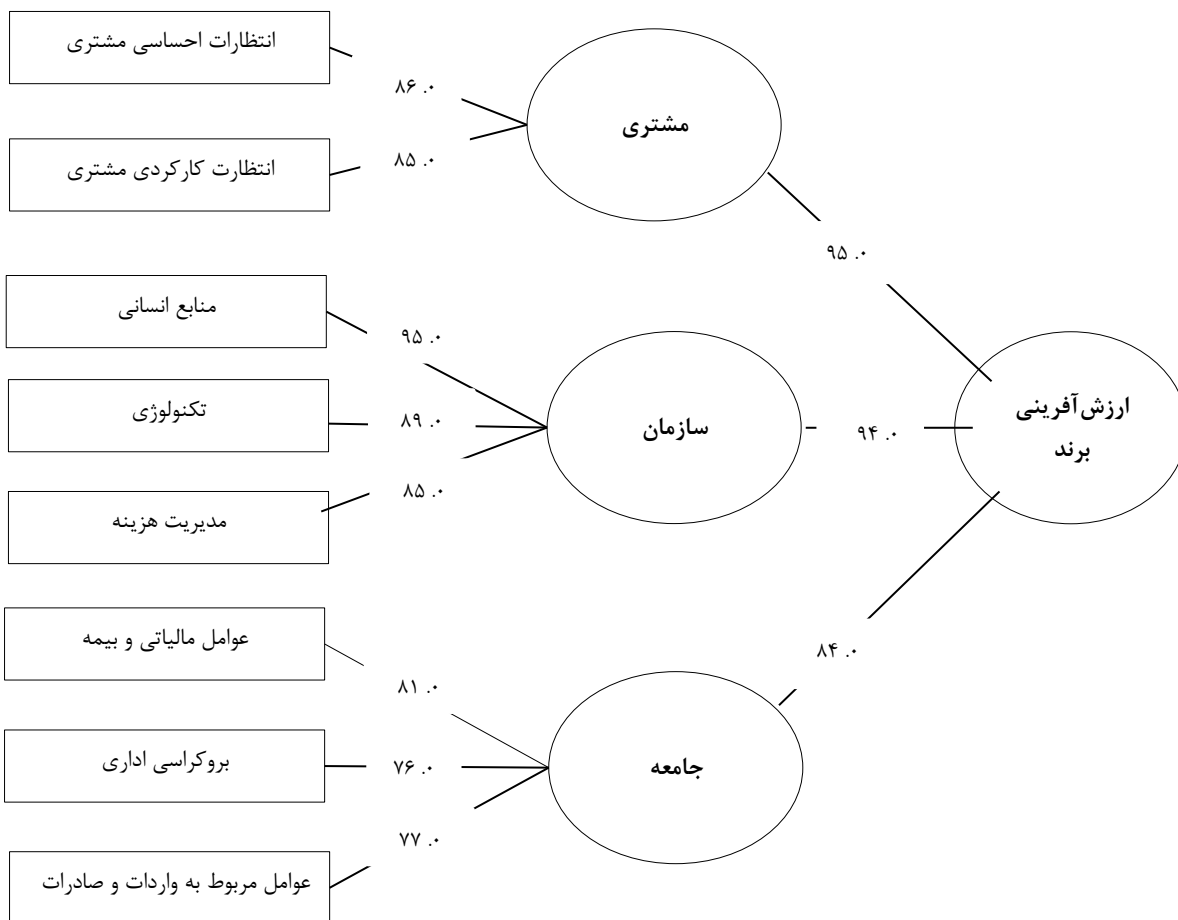 انتظارات احساسی مشتری
۸۶ .۰
مشتری
انتظارت کارکردی مشتری
۸۵ .۰
۹۵ .۰
منابع انسانی
۹۵ .۰
تکنولوژی
۸۹ .۰
سازمان
۹۴ .۰
ارزش‌آفرینی
برند
۸۵ .۰
مدیریت هزینه
عوامل مالیاتی و بیمه
۸۴ .۰
۸۱ .۰
بروکراسی اداری
۷۶ .۰
جامعه
۷۷ .۰
عوامل مربوط به واردات و صادرات